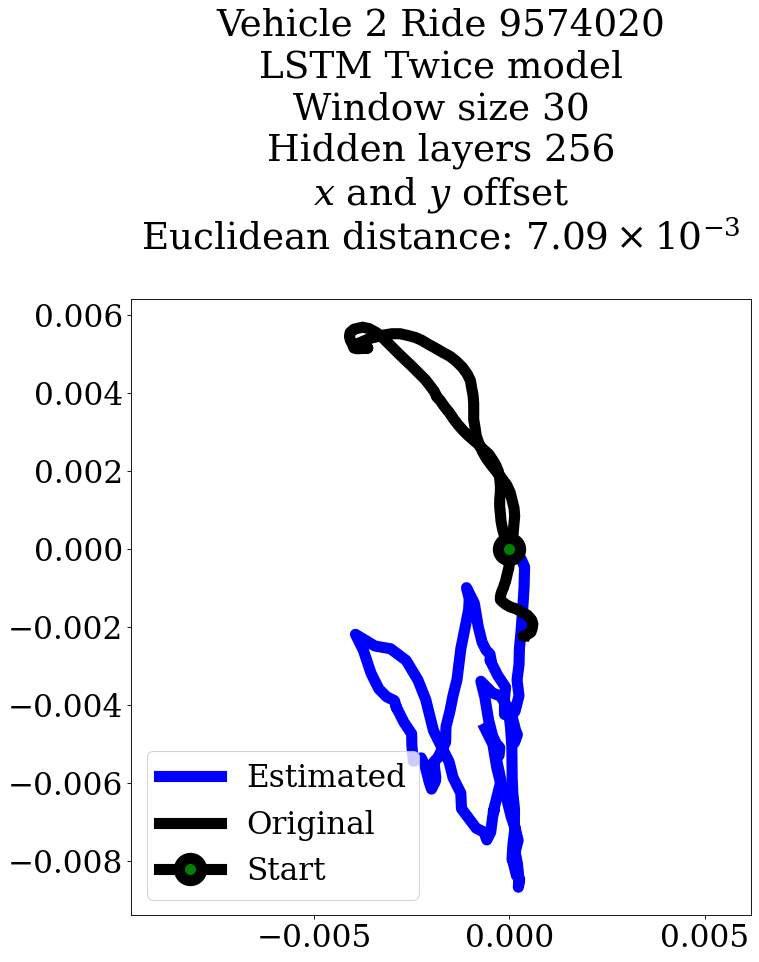 Vehicle 2 Ride 9574020
LSTM Twice model
Window size 30
Hidden layers 256
x and y offset
Euclidean distance: 7.09 × 10⁻³
0.006
0.004
0.002
0.000
−0.002
−0.004
−0.006
−0.008
Estimated
Original
Start
−0.005 0.000 0.005